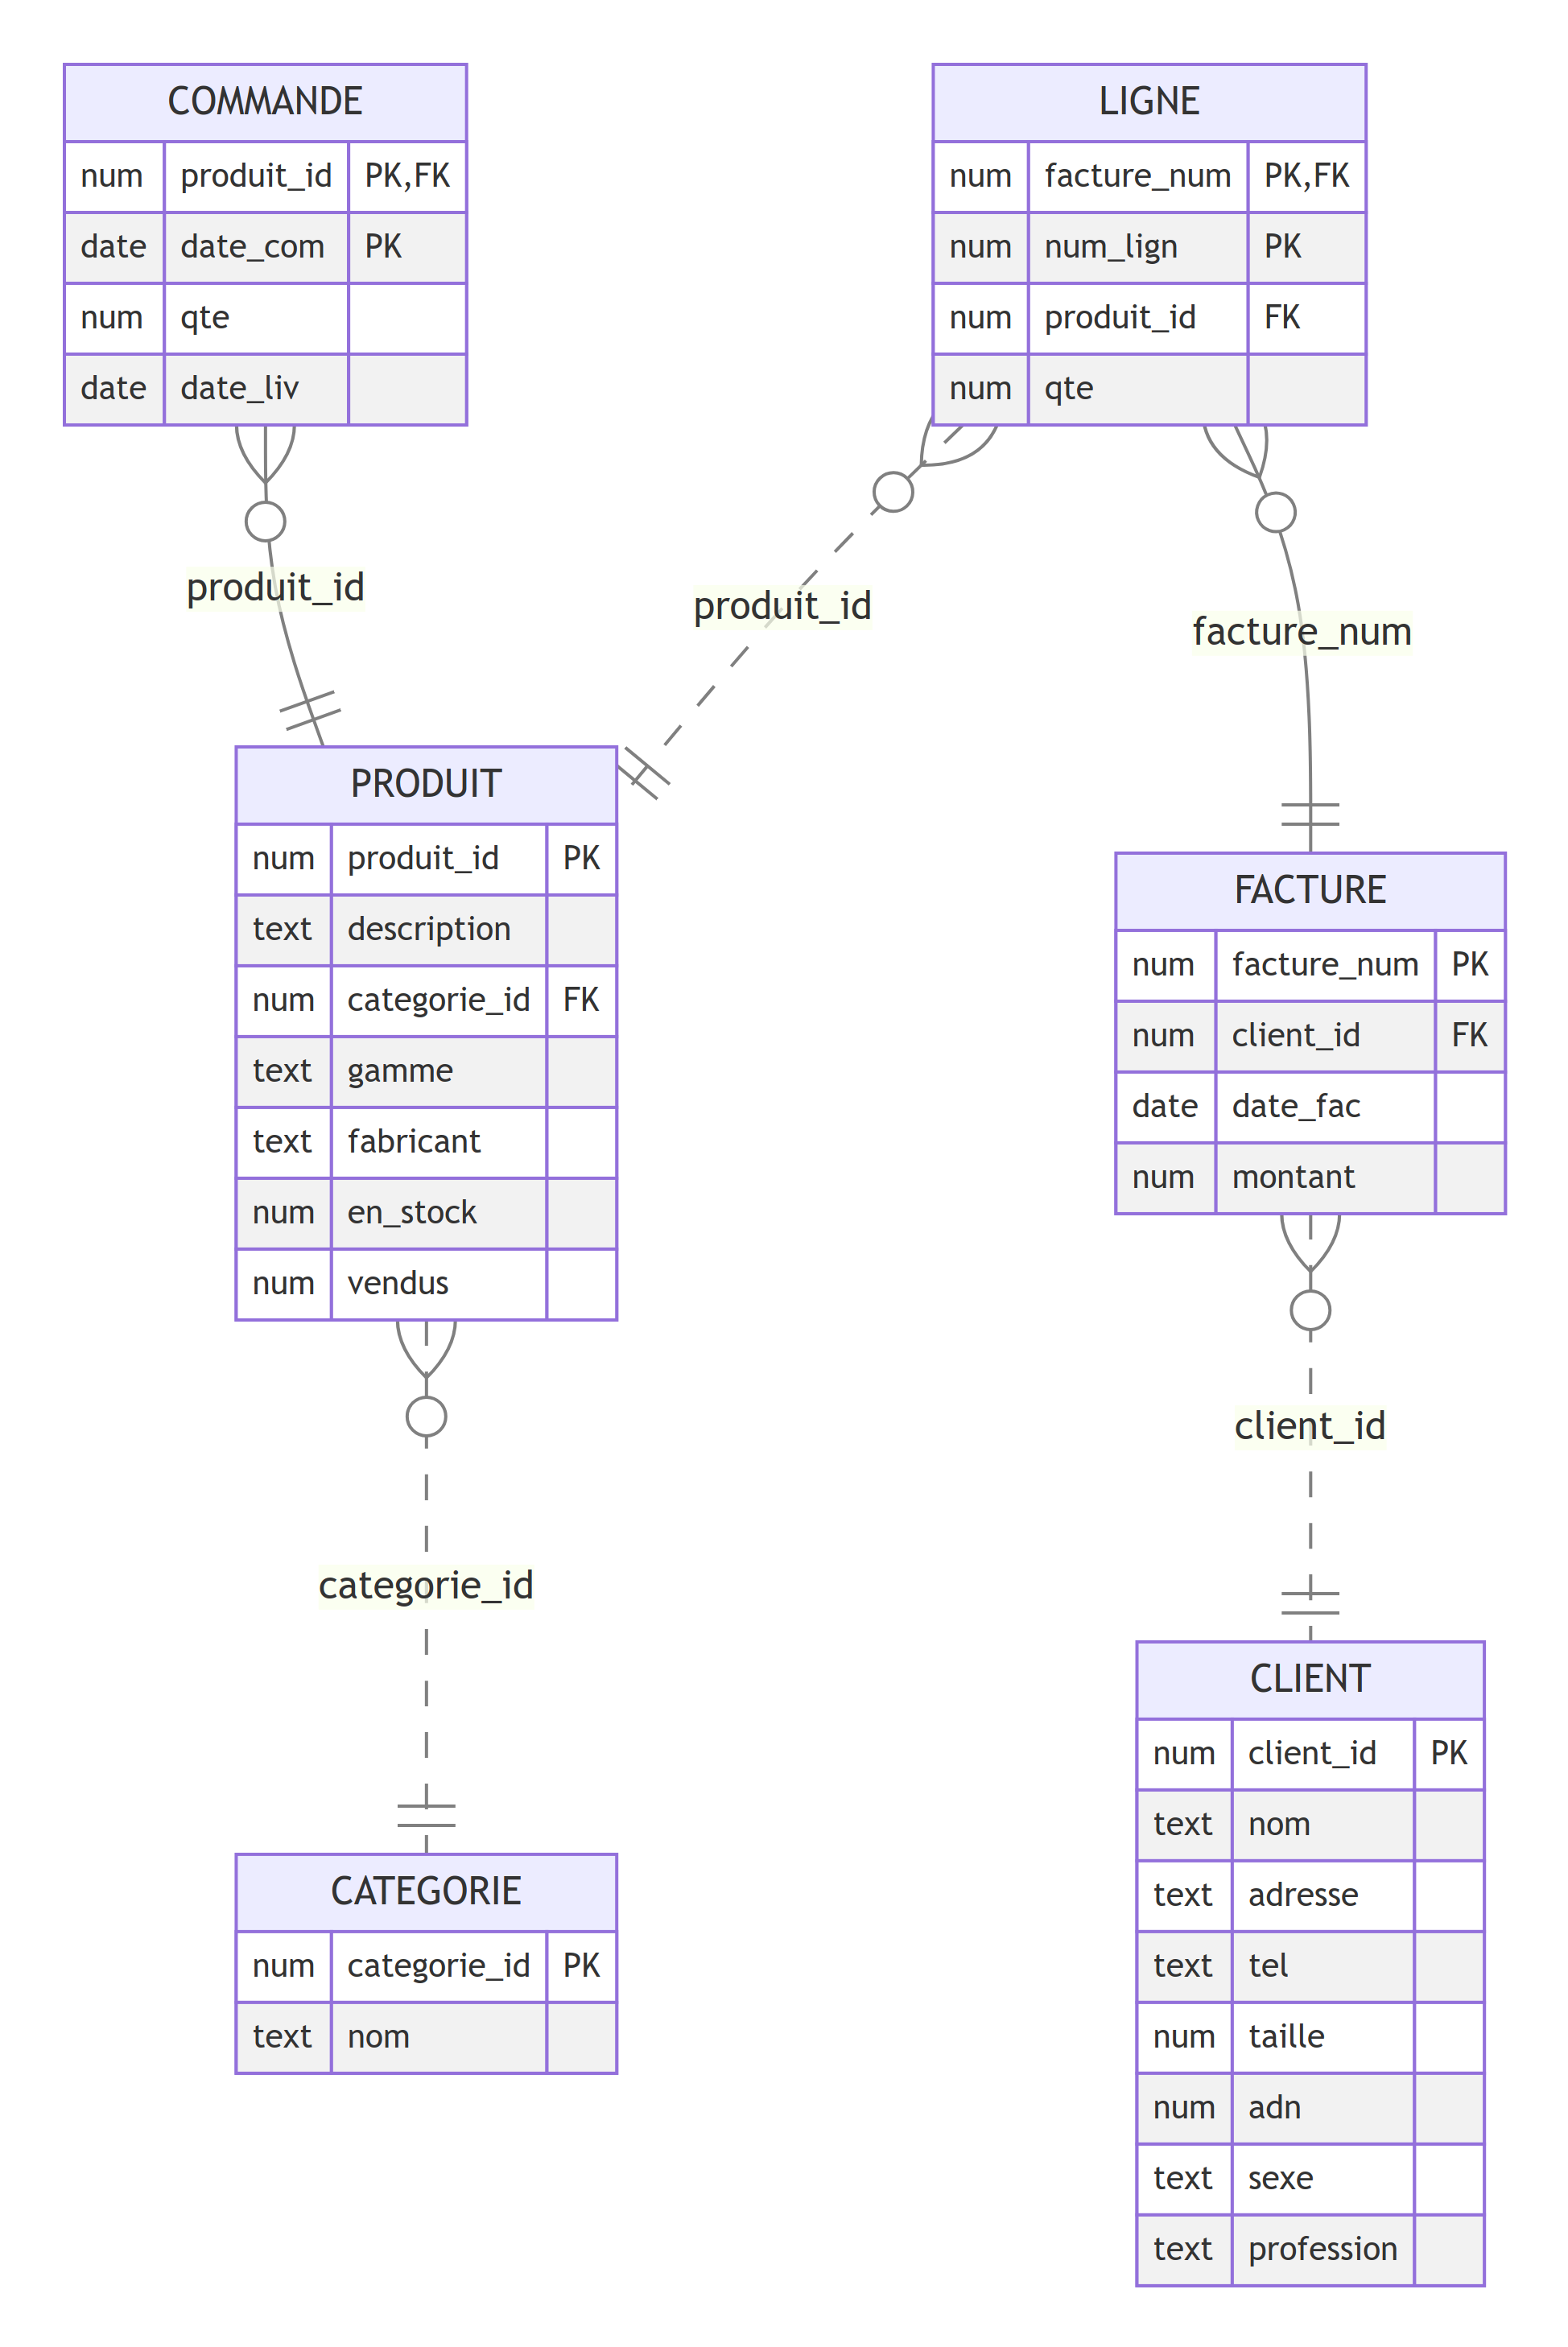 COMMANDE
num produit_id PK,FK
date date_com PK
num qte
date date_liv
LIGNE
num facture_num PK,FK
num num_lign PK
num produit_id FK
num qte
produit_id
produit_id
facture_num
PRODUIT
num produit_id PK
text description
num categorie_id FK
text gamme
text fabricant
num en_stock
num vendus
FACTURE
num facture_num PK
num client_id FK
date date_fac
num montant
client_id
categorie_id
CATEGORIE
num categorie_id PK
text nom
CLIENT
num client_id PK
text nom
text adresse
text tel
num taille
num adn
text sexe
text profession